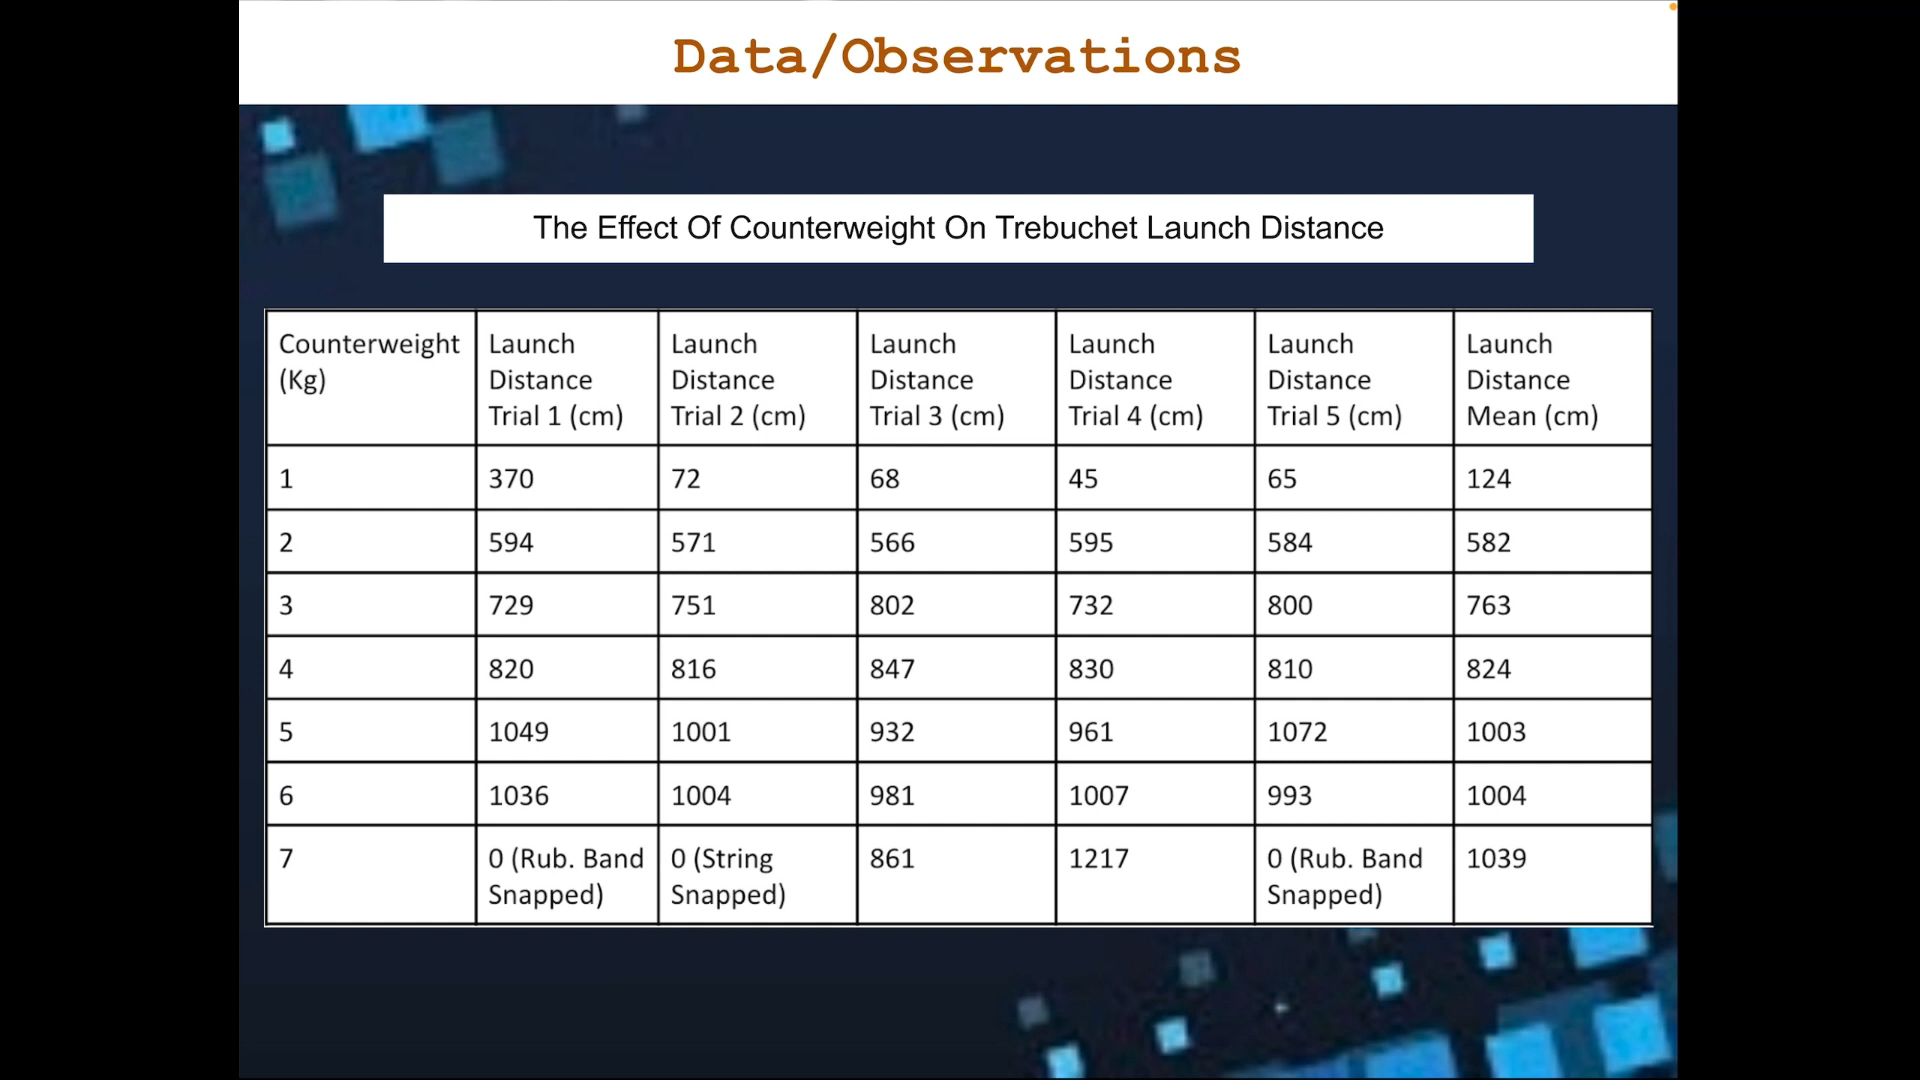 Data/Observations
The Effect Of Counterweight On Trebuchet Launch Distance
Counterweight (Kg) Launch Distance Trial 1 (cm) Launch Distance Trial 2 (cm) Launch Distance Trial 3 (cm) Launch Distance Trial 4 (cm) Launch Distance Trial 5 (cm) Launch Distance Mean (cm)
1 370 72 68 45 65 124
2 594 571 566 595 584 582
3 729 751 802 732 800 763
4 820 816 847 830 810 824
5 1049 1001 932 961 1072 1003
6 1036 1004 981 1007 993 1004
7 0 (Rub. Band Snapped) 0 (String Snapped) 861 1217 0 (Rub. Band Snapped) 1039